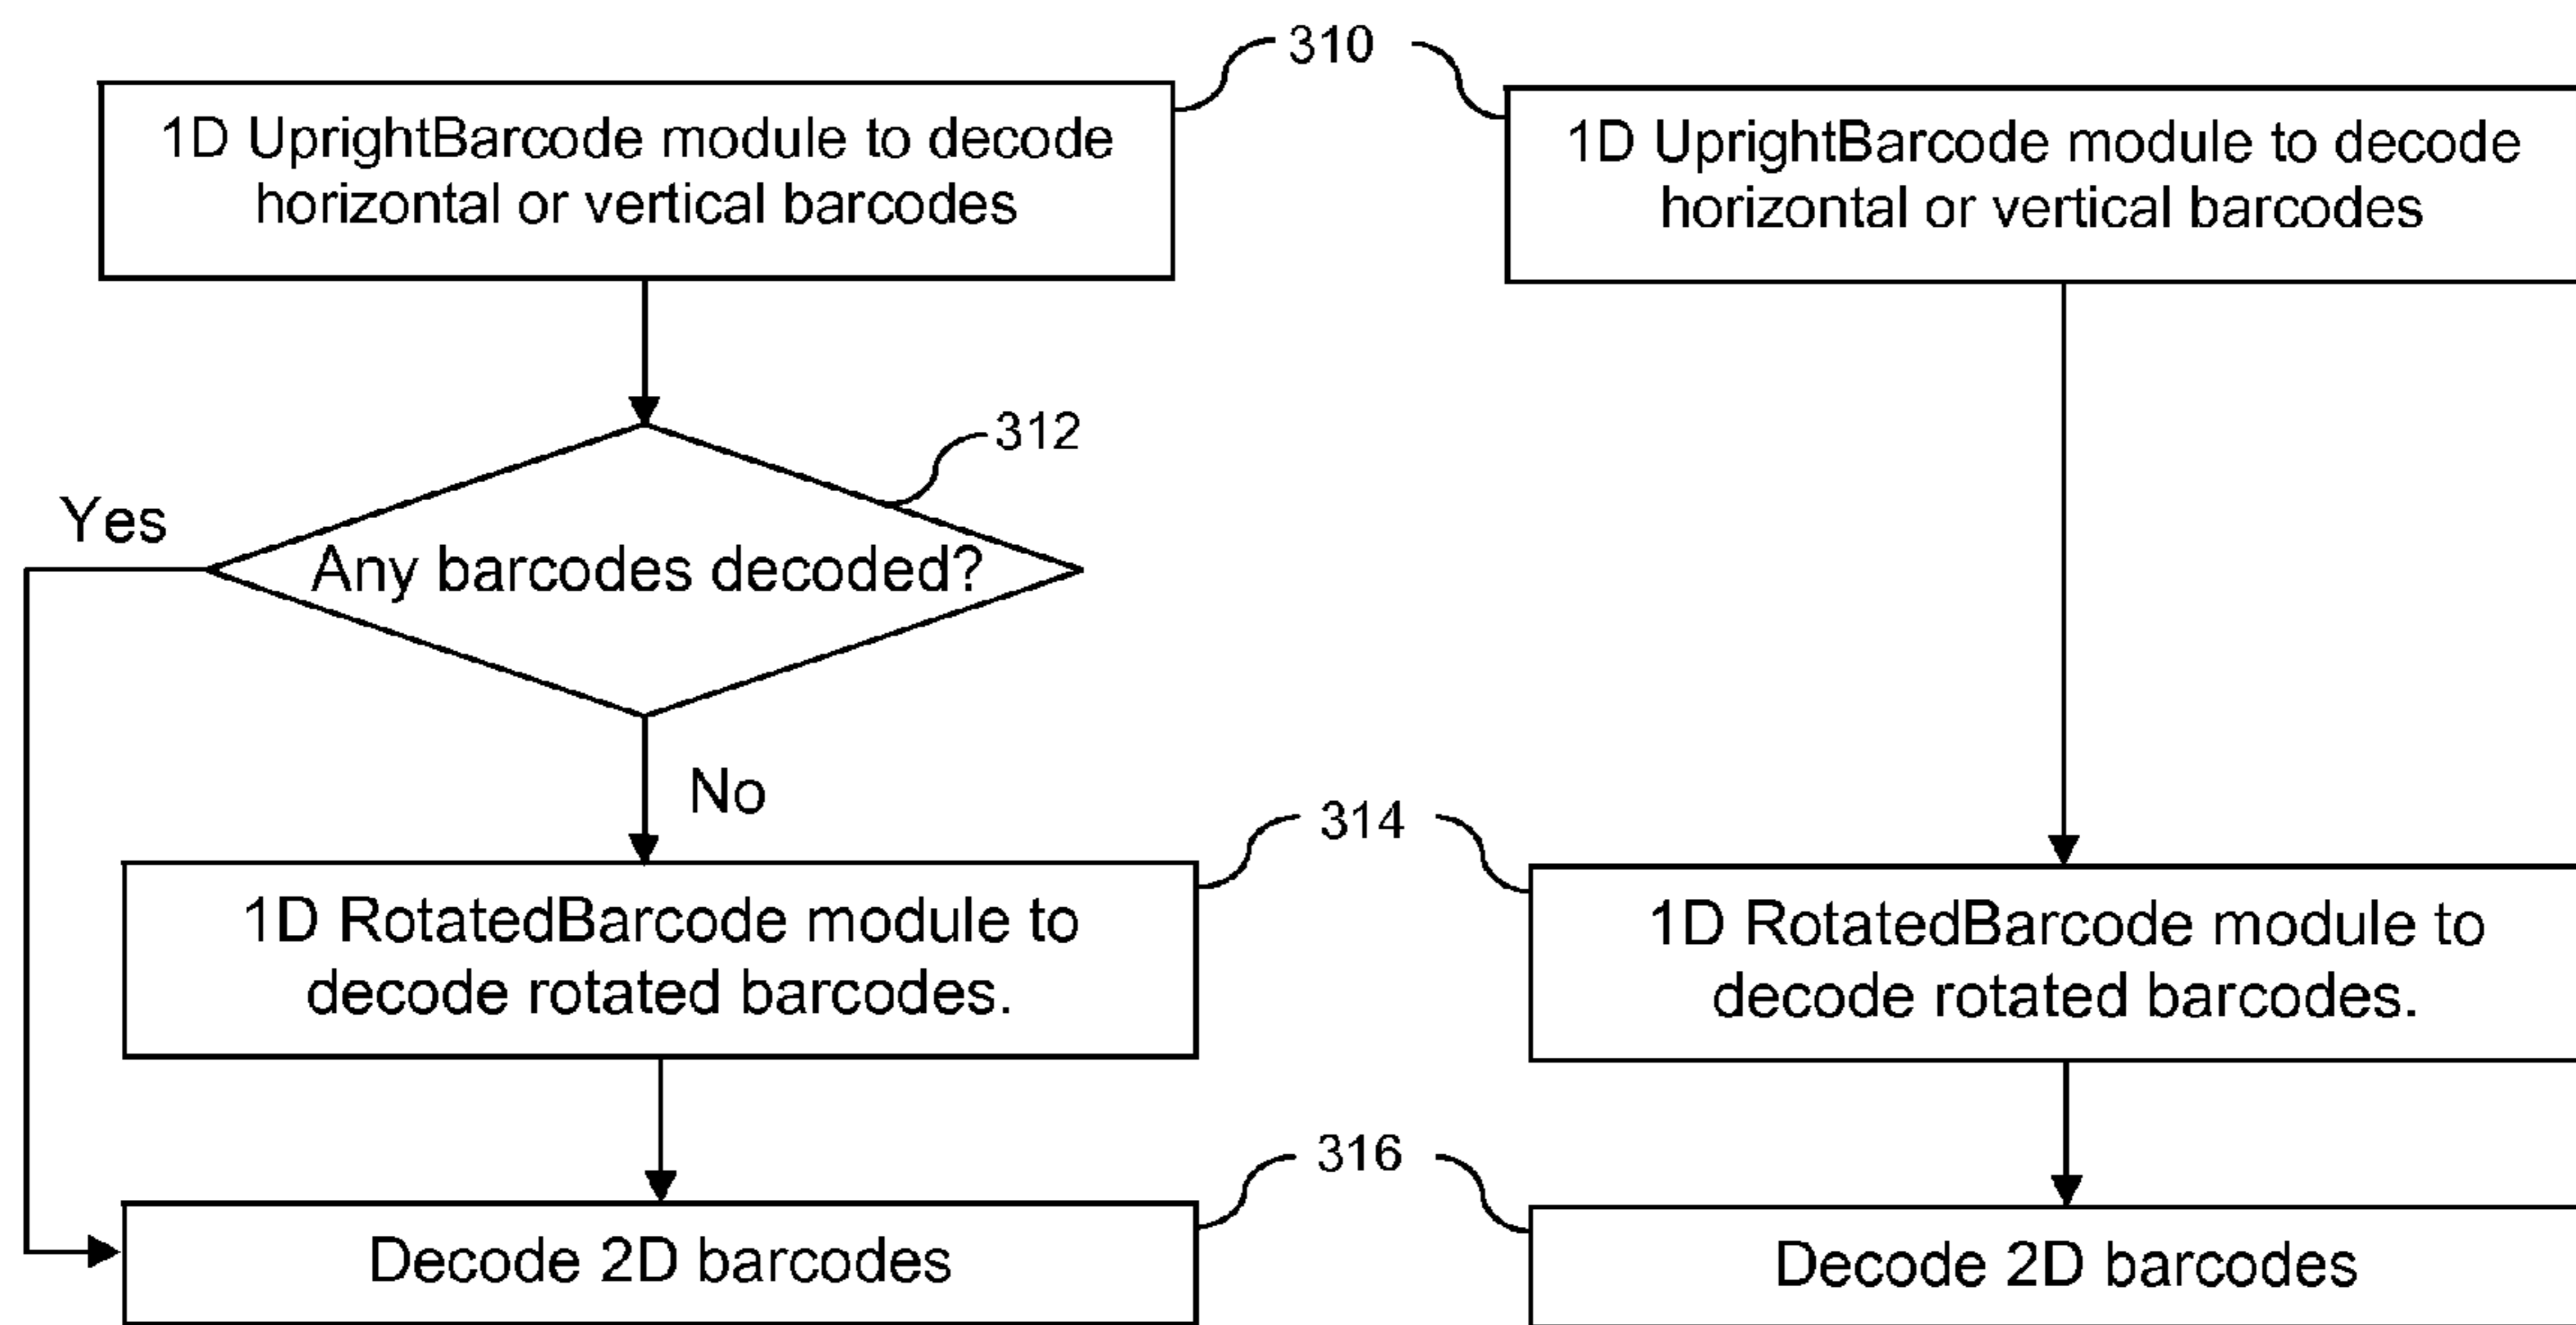 310
1D UprightBarcode module to decode
horizontal or vertical barcodes
1D UprightBarcode module to decode
horizontal or vertical barcodes
312
Yes
Any barcodes decoded?
No
314
1D RotatedBarcode module to
decode rotated barcodes.
1D RotatedBarcode module to
decode rotated barcodes.
316
Decode 2D barcodes
Decode 2D barcodes